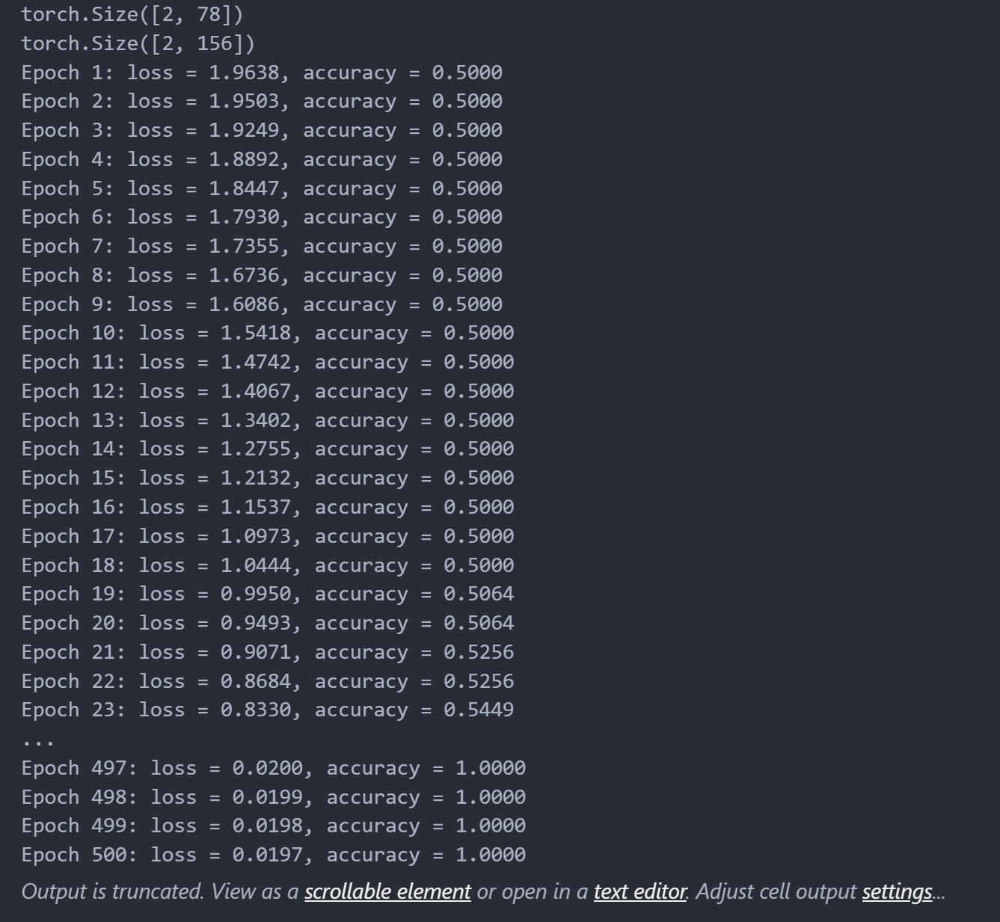 torch.Size([2, 78])
torch.Size([2, 156])
Epoch 1: loss = 1.9638, accuracy = 0.5000
Epoch 2: loss = 1.9503, accuracy = 0.5000
Epoch 3: loss = 1.9249, accuracy = 0.5000
Epoch 4: loss = 1.8892, accuracy = 0.5000
Epoch 5: loss = 1.8447, accuracy = 0.5000
Epoch 6: loss = 1.7930, accuracy = 0.5000
Epoch 7: loss = 1.7355, accuracy = 0.5000
Epoch 8: loss = 1.6736, accuracy = 0.5000
Epoch 9: loss = 1.6086, accuracy = 0.5000
Epoch 10: loss = 1.5418, accuracy = 0.5000
Epoch 11: loss = 1.4742, accuracy = 0.5000
Epoch 12: loss = 1.4067, accuracy = 0.5000
Epoch 13: loss = 1.3402, accuracy = 0.5000
Epoch 14: loss = 1.2755, accuracy = 0.5000
Epoch 15: loss = 1.2132, accuracy = 0.5000
Epoch 16: loss = 1.1537, accuracy = 0.5000
Epoch 17: loss = 1.0973, accuracy = 0.5000
Epoch 18: loss = 1.0444, accuracy = 0.5000
Epoch 19: loss = 0.9950, accuracy = 0.5064
Epoch 20: loss = 0.9493, accuracy = 0.5064
Epoch 21: loss = 0.9071, accuracy = 0.5256
Epoch 22: loss = 0.8684, accuracy = 0.5256
Epoch 23: loss = 0.8330, accuracy = 0.5449
...
Epoch 497: loss = 0.0200, accuracy = 1.0000
Epoch 498: loss = 0.0199, accuracy = 1.0000
Epoch 499: loss = 0.0198, accuracy = 1.0000
Epoch 500: loss = 0.0197, accuracy = 1.0000
Output is truncated. View as a scrollable element or open in a text editor. Adjust cell output settings...